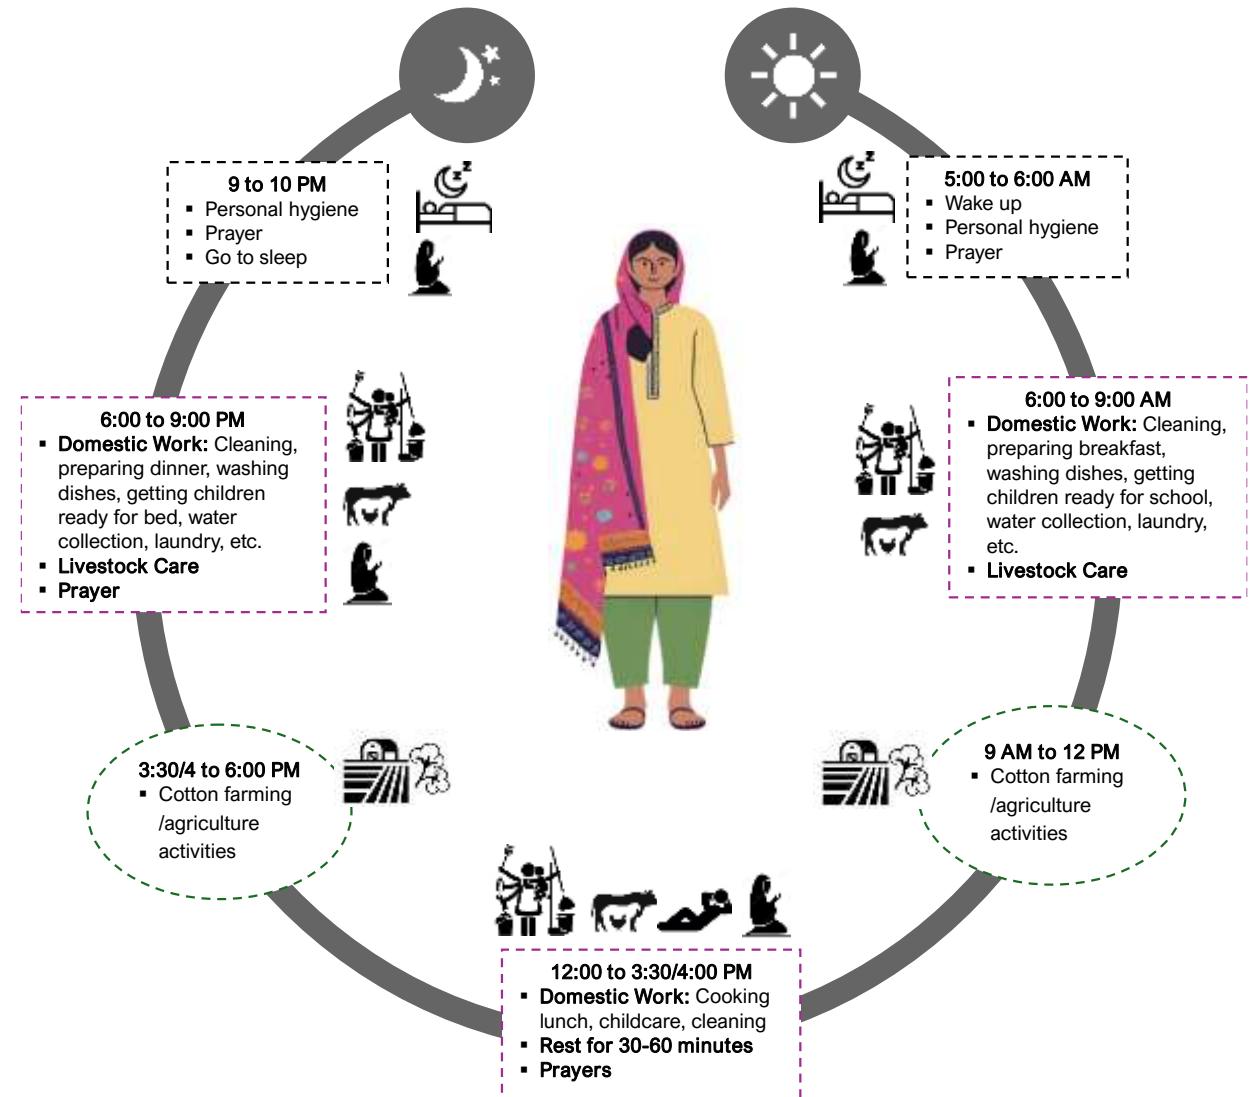 5:00 to 6:00 AM
▪ Wake up
▪ Personal hygiene
▪ Prayer
6:00 to 9:00 AM
▪ Domestic Work: Cleaning,
preparing breakfast,
washing dishes, getting
children ready for school,
water collection, laundry,
etc.
▪ Livestock Care
9 AM to 12 PM
▪ Cotton farming
/agriculture
activities
12:00 to 3:30/4:00 PM
▪ Domestic Work: Cooking
lunch, childcare, cleaning
▪ Rest for 30-60 minutes
▪ Prayers
3:30/4 to 6:00 PM
▪ Cotton farming
/agriculture
activities
6:00 to 9:00 PM
▪ Domestic Work: Cleaning,
preparing dinner, washing
dishes, getting children
ready for bed, water
collection, laundry, etc.
▪ Livestock Care
▪ Prayer
9 to 10 PM
▪ Personal hygiene
▪ Prayer
▪ Go to sleep